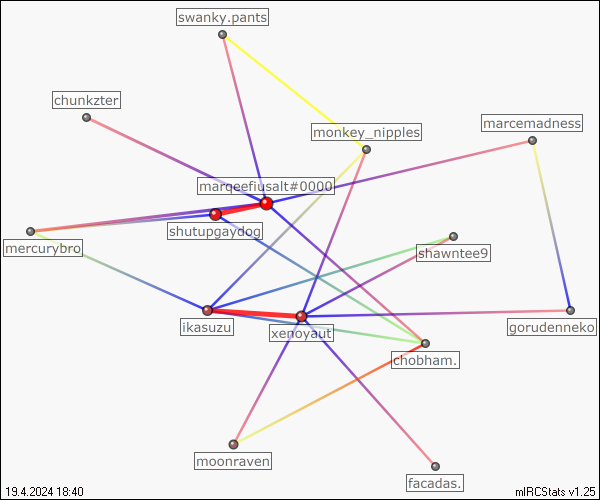 swanky.pants
chunkzter
marcemadness
monkey_nipples
marqeefiusalt#0000
shutupgaydog
mercurybro
shawntee9
ikasuzu
xenoyaut
gorudenneko
chobham.
moonraven
facadas.
19.4.2024 18:40
mIRCStats v1.25